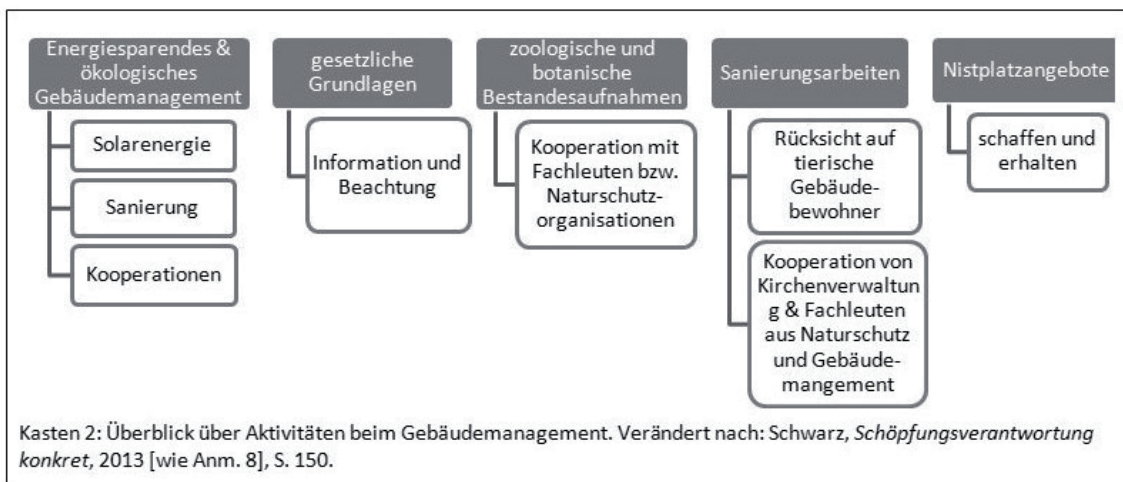 Energiesparendes &
ökologisches
Gebäudemanagement
Solarenergie
Sanierung
Kooperationen
gesetzliche
Grundlagen
Information und
Beachtung
zoologische und
botanische
Bestandesaufnahmen
Kooperation mit
Fachleuten bzw.
Naturschutz-
organisationen
Sanierungsarbeiten
Rücksicht auf
tierische
Gebäude-
bewohner
Kooperation von
Kirchenverwaltun
g & Fachleuten
aus Naturschutz
und Gebäude-
mangement
Nistplatzangebote
schaffen und
erhalten
Kasten 2: Überblick über Aktivitäten beim Gebäudemanagement. Verändert nach: Schwarz, Schöpfungsverantwortung
konkret, 2013 [wie Anm. 8], S. 150.